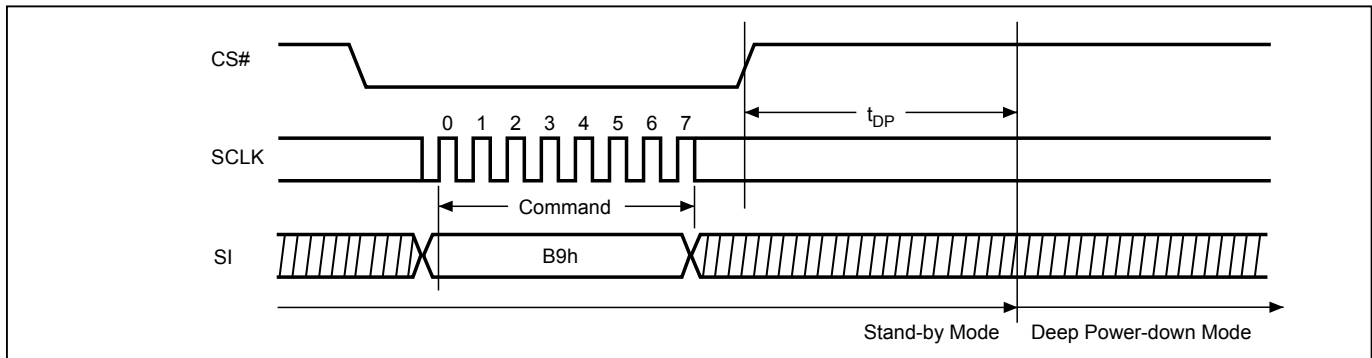 CS#
tDP
0 1 2 3 4 5 6 7
SCLK
Command
SI
B9h
Stand-by Mode
Deep Power-down Mode